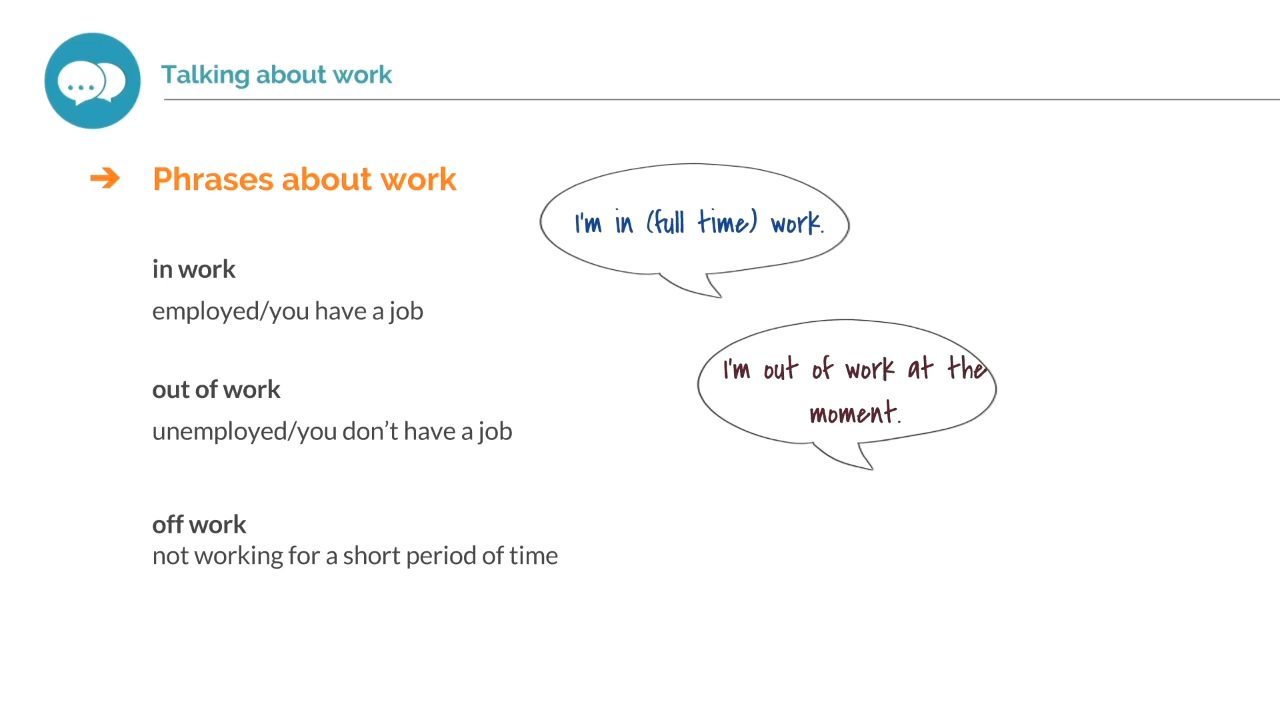 Talking about work
Phrases about work
I'm in (full time) work.
in work
employed/you have a job
I'm out of work at the
moment.
out of work
unemployed/you don’t have a job
off work
not working for a short period of time